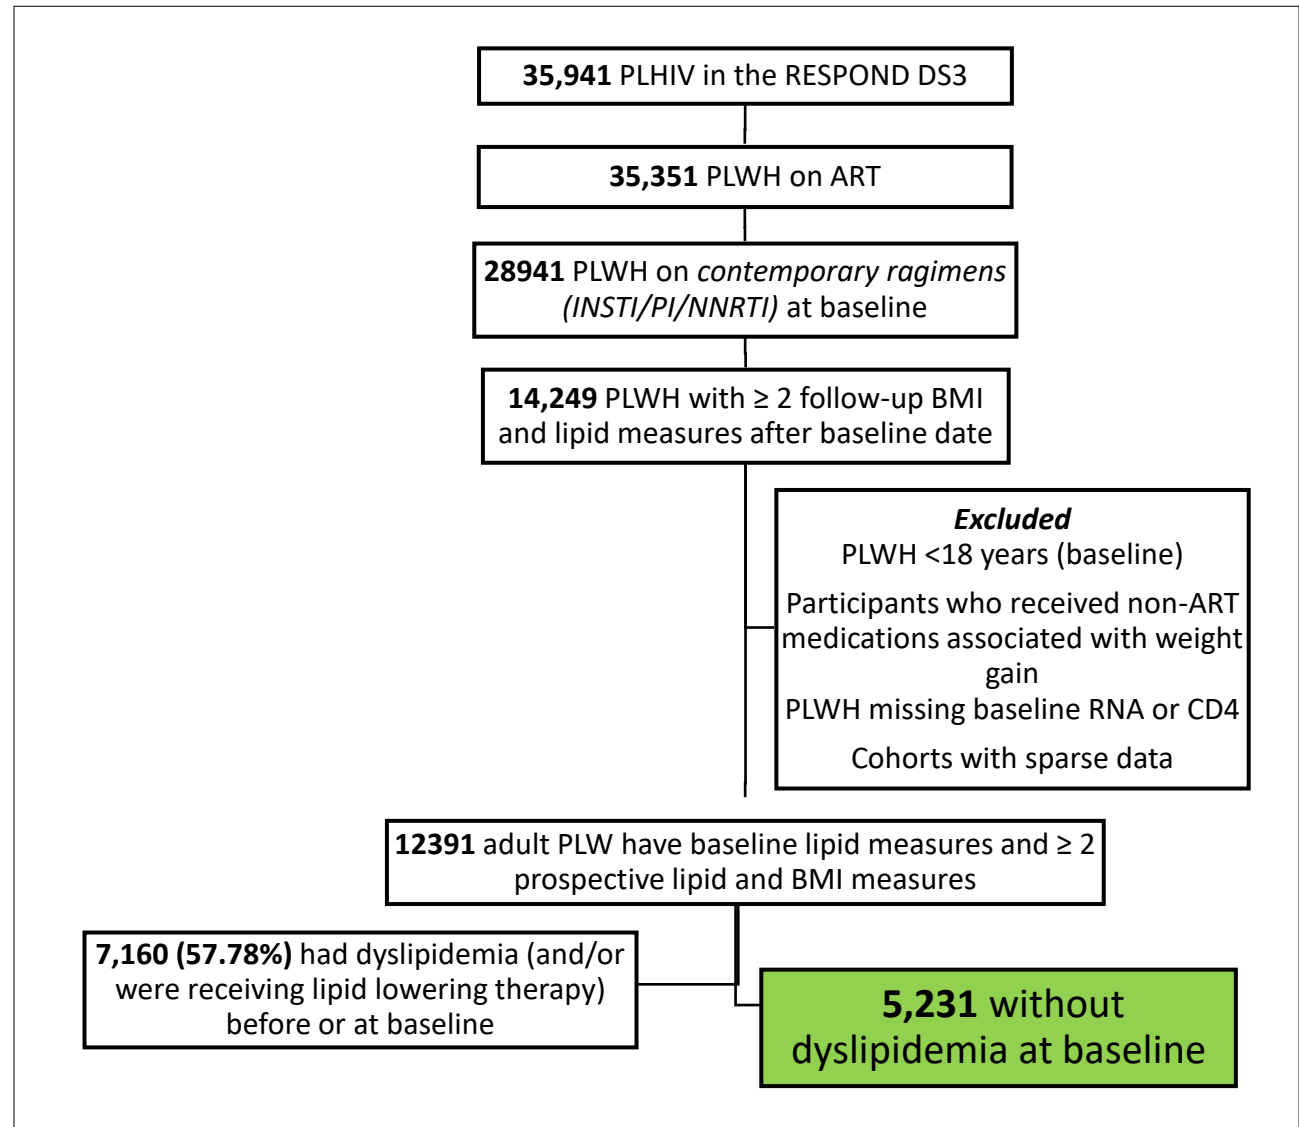 35,941 PLHIV in the RESPOND DS3
35,351 PLWH on ART
28941 PLWH on contemporary ragimens
(INSTI/PI/NNRTI) at baseline
14,249 PLWH with ≥ 2 follow-up BMI
and lipid measures after baseline date
Excluded
PLWH <18 years (baseline)
Participants who received non-ART
medications associated with weight
gain
PLWH missing baseline RNA or CD4
Cohorts with sparse data
12391 adult PLW have baseline lipid measures and ≥ 2
prospective lipid and BMI measures
7,160 (57.78%) had dyslipidemia (and/or
were receiving lipid lowering therapy)
before or at baseline
5,231 without
dyslipidemia at baseline